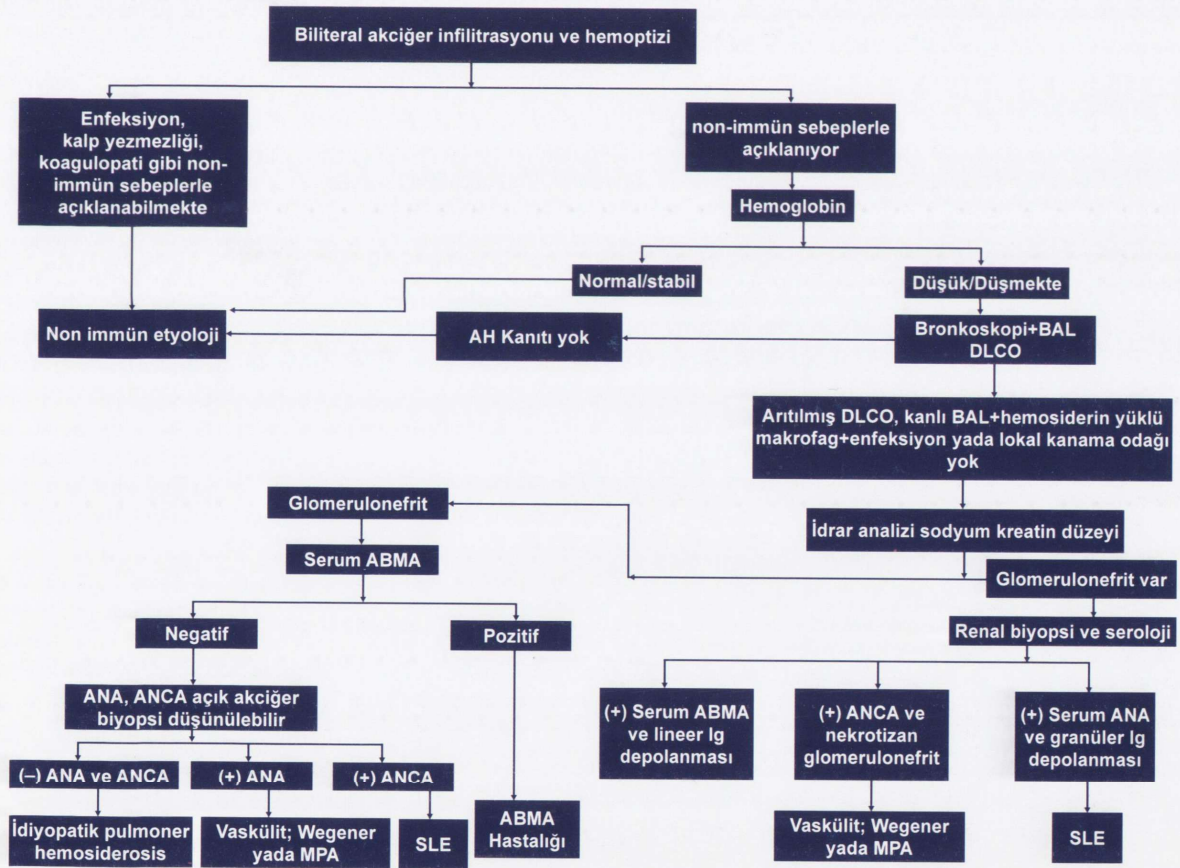 Biliteral akciğer infilitrasyonu ve hemoptizi
Enfeksiyon,
kalp yezmezliği,
koagulopati gibi non-
immün sebeplerle
açıklanabilmekte
non-immün sebeplerle
açıklanıyor
Hemoglobin
Normal/stabil
Düşük/Düşmekte
Non immün etyoloji
AH Kanıtı yok
Bronkoskopi+BAL
DLCO
Arıtılmış DLCO, kanlı BAL+hemosiderin yüklü
makrofag+enfeksiyon yada lokal kanama odağı
yok
İdrar analizi sodyum kreatin düzeyi
Glomerulonefrit
Glomerulonefrit var
Serum ABMA
Renal biyopsi ve seroloji
Negatif
Pozitif
ANA, ANCA açık akciğer
biyopsi düşünülebilir
(+) Serum ABMA
ve lineer Ig
depolanması
(+) ANCA ve
nekrotizan
glomerulonefrit
(+) Serum ANA
ve granüler Ig
depolanması
(–) ANA ve ANCA
(+) ANA
(+) ANCA
İdiyopatik pulmoner
hemosiderosis
Vaskülit; Wegener
yada MPA
SLE
ABMA
Hastalığı
Vaskülit; Wegener
yada MPA
SLE